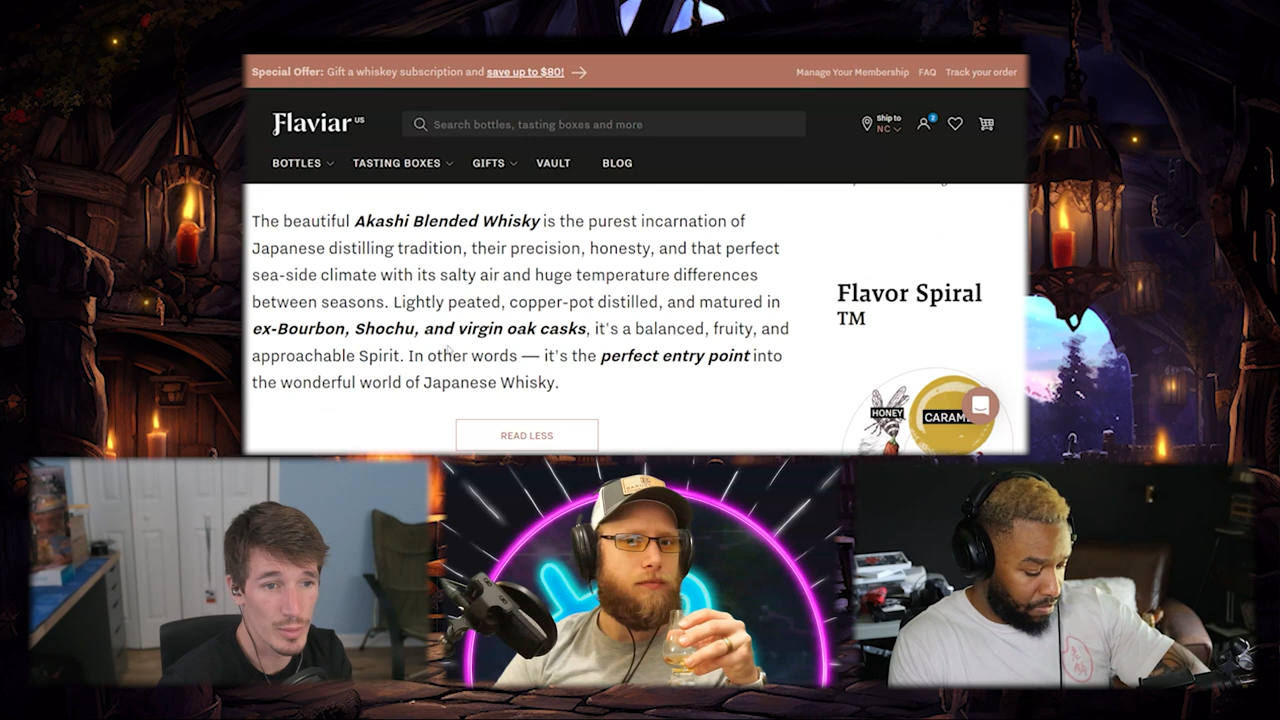 Special Offer: Gift a whiskey subscription and save up to $80!
Manage Your Membership FAQ Track your order
Flaviar US
Search bottles, tasting boxes and more
Ship to
NC
2
BOTTLES TASTING BOXES GIFTS VAULT BLOG
The beautiful Akashi Blended Whisky is the purest incarnation of
Japanese distilling tradition, their precision, honesty, and that perfect
sea-side climate with its salty air and huge temperature differences
between seasons. Lightly peated, copper-pot distilled, and matured in
ex-Bourbon, Shochu, and virgin oak casks, it's a balanced, fruity, and
approachable Spirit. In other words — it's the perfect entry point into
the wonderful world of Japanese Whisky.
READ LESS
Flavor Spiral
TM
HONEY